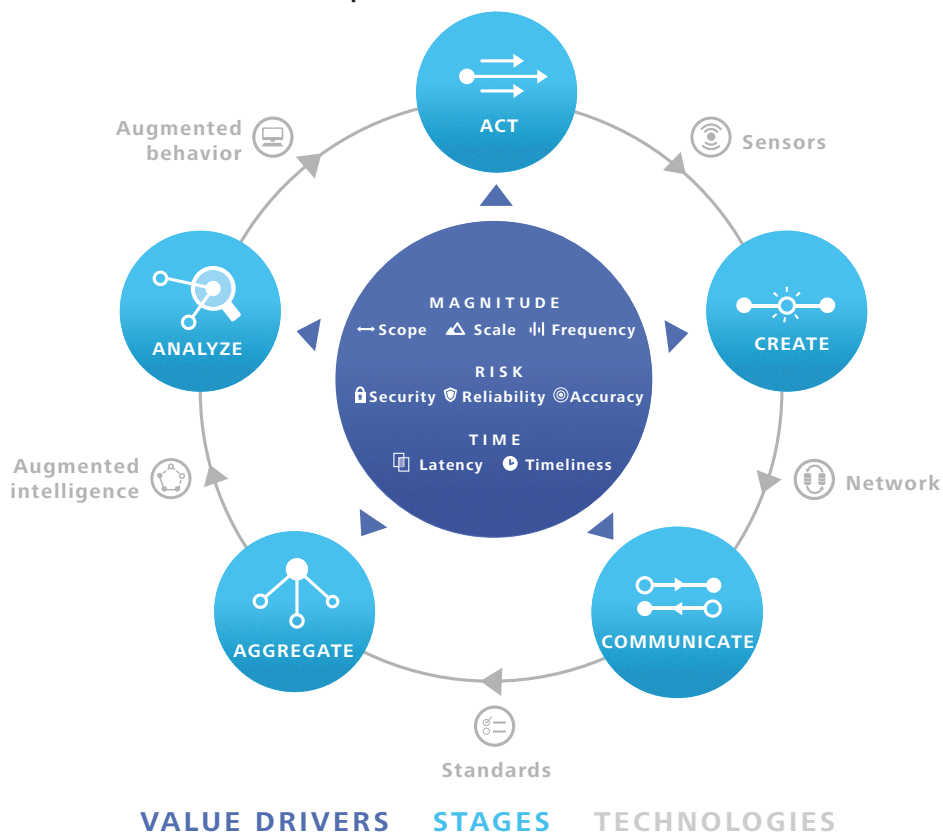 ACT
Augmented
behavior
Sensors
MAGNITUDE
Scope Scale Frequency
ANALYZE
CREATE
RISK
Security Reliability Accuracy
TIME
Latency Timeliness
Augmented
intelligence
Network
AGGREGATE
COMMUNICATE
Standards
VALUE DRIVERS STAGES TECHNOLOGIES